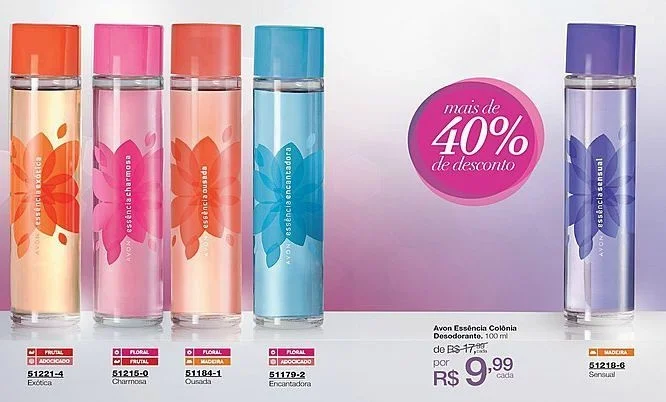 AVON essência exótica
AVON essência charmosa
AVON essência ousada
AVON essência encantadora
AVON essência sensual
mais de
40%
de desconto
FRUTAL
ADOCICADO
51221-4
Exótica
FLORAL
FRUTAL
51215-0
Charmosa
FLORAL
MADEIRA
51184-1
Ousada
FLORAL
ADOCICADO
51179-2
Encantadora
Avon Essência Colônia
Desodorante, 100 ml
de R$ 17,99 cada
por
R$ 9,99
cada
MADEIRA
51218-6
Sensual